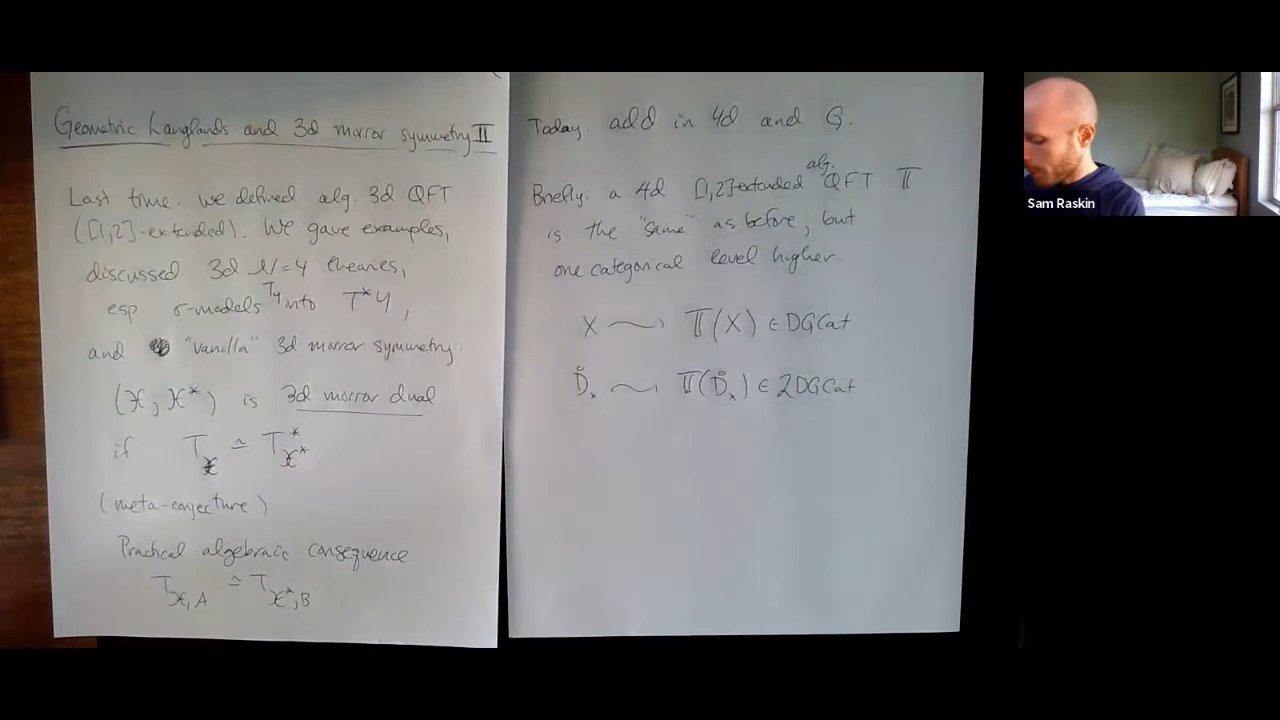 Geometric Langlands and 3d mirror symmetry II
Last time: we defined alg. 3d QFT
([1,2]-extended). We gave examples,
discussed 3d N=4 theories,
esp σ-models T_Y into T*Y,
and "vanilla" 3d mirror symmetry:
(𝒳, 𝒳*) is 3d mirror dual
if T_𝒳 ≃ T*_𝒳*
(meta-conjecture)
Practical algebraic consequence
T_𝒳,A ≃ T_𝒳*,B
Today: add in 4d and G.
Briefly: a 4d [1,2]-extended alg. QFT 𝕋
is the "same" as before, but
one categorical level higher
X ⟿ 𝕋(X) ∈ DGCat
D̊_x ⟿ 𝕋(D̊_x) ∈ 2DGCat
Sam Raskin